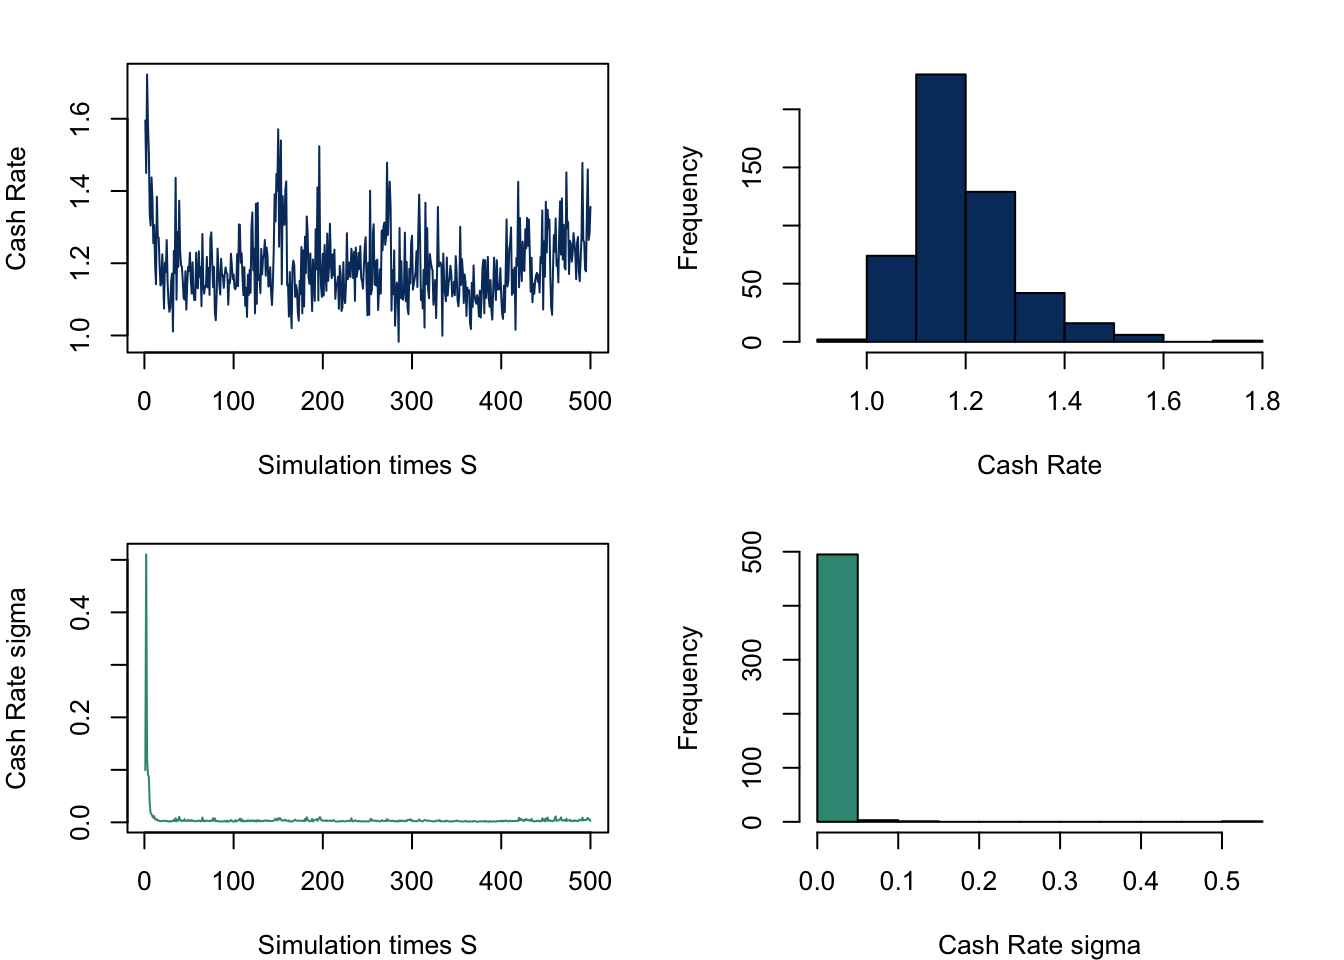 Cash Rate
1.0 1.2 1.4 1.6
0 100 200 300 400 500
Simulation times S
Frequency
0 50 150
1.0 1.2 1.4 1.6 1.8
Cash Rate
Cash Rate sigma
0.0 0.2 0.4
0 100 200 300 400 500
Simulation times S
Frequency
0 100 300 500
0.0 0.1 0.2 0.3 0.4 0.5
Cash Rate sigma